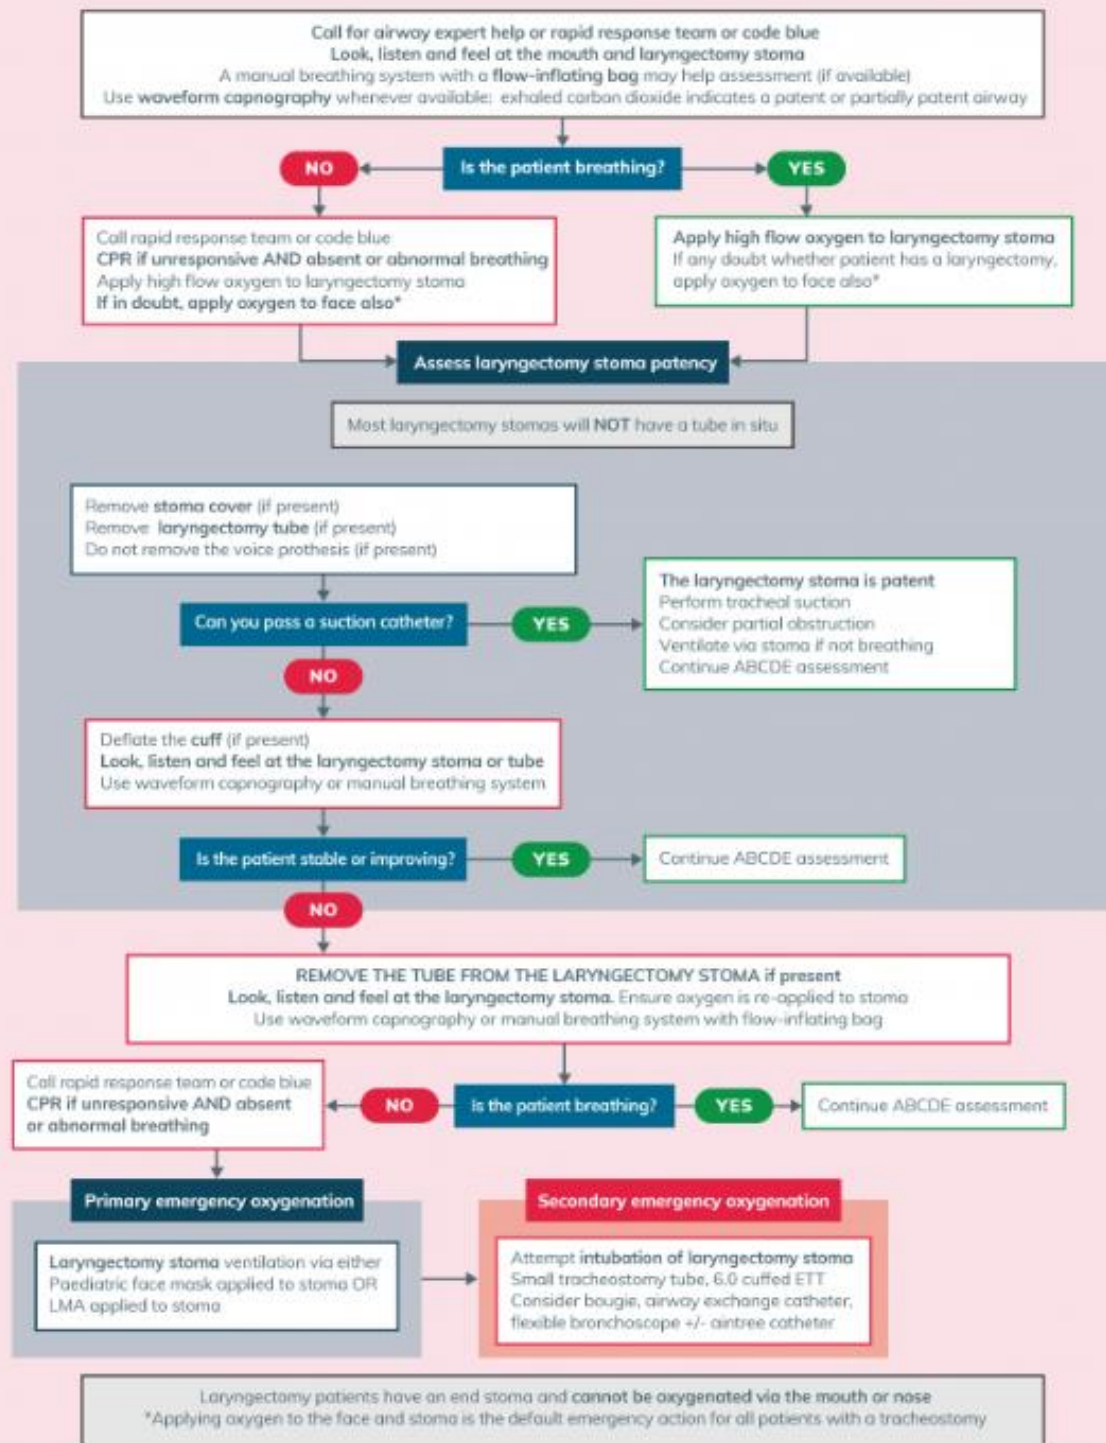 Call for airway expert help or rapid response team or code blue
Look, listen and feel at the mouth and laryngectomy stoma
A manual breathing system with a flow-inflating bag may help assessment (if available)
Use waveform capnography whenever available: exhaled carbon dioxide indicates a patent or partially patent airway
NO
Is the patient breathing?
YES
Call rapid response team or code blue
CPR if unresponsive AND absent or abnormal breathing
Apply high flow oxygen to laryngectomy stoma
If in doubt, apply oxygen to face also*
Apply high flow oxygen to laryngectomy stoma
If any doubt whether patient has a laryngectomy,
apply oxygen to face also*
Assess laryngectomy stoma patency
Most laryngectomy stomas will NOT have a tube in situ
Remove stoma cover (if present)
Remove laryngectomy tube (if present)
Do not remove the voice prothesis (if present)
Can you pass a suction catheter?
YES
The laryngectomy stoma is patent
Perform tracheal suction
Consider partial obstruction
Ventilate via stoma if not breathing
Continue ABCDE assessment
NO
Deflate the cuff (if present)
Look, listen and feel at the laryngectomy stoma or tube
Use waveform capnography or manual breathing system
Is the patient stable or improving?
YES
Continue ABCDE assessment
NO
REMOVE THE TUBE FROM THE LARYNGECTOMY STOMA if present
Look, listen and feel at the laryngectomy stoma. Ensure oxygen is re-applied to stoma
Use waveform capnography or manual breathing system with flow-inflating bag
Call rapid response team or code blue
CPR if unresponsive AND absent
or abnormal breathing
NO
Is the patient breathing?
YES
Continue ABCDE assessment
Primary emergency oxygenation
Laryngectomy stoma ventilation via either
Paediatric face mask applied to stoma OR
LMA applied to stoma
Secondary emergency oxygenation
Attempt intubation of laryngectomy stoma
Small tracheostomy tube, 6.0 cuffed ETT
Consider bougie, airway exchange catheter,
flexible bronchoscope +/- aintree catheter
Laryngectomy patients have an end stoma and cannot be oxygenated via the mouth or nose
*Applying oxygen to the face and stoma is the default emergency action for all patients with a tracheostomy